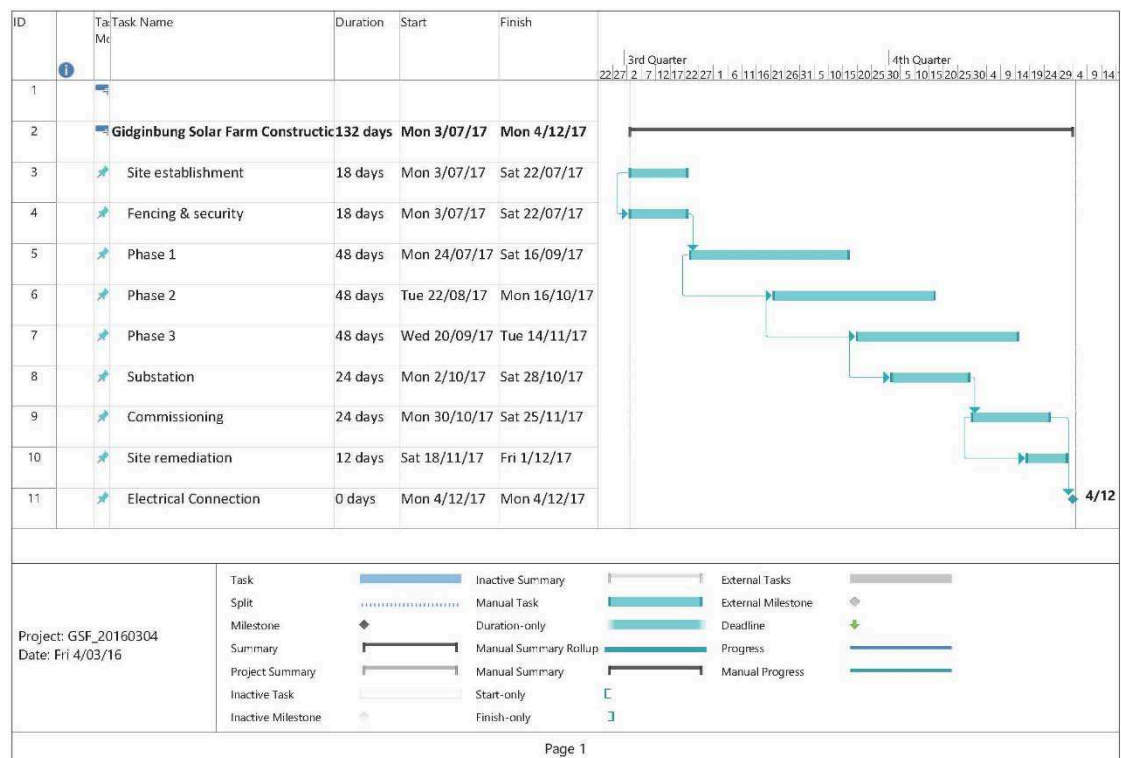 ID Ta: Task Name Duration Start Finish
Mc
3rd Quarter 4th Quarter
22 27 2 7 12 17 22 27 1 6 11 16 21 26 31 5 10 15 20 25 30 5 10 15 20 25 30 4 9 14 19 24 29 4 9 14
1
2 Gidginbung Solar Farm Constructic 132 days Mon 3/07/17 Mon 4/12/17
3 Site establishment 18 days Mon 3/07/17 Sat 22/07/17
4 Fencing & security 18 days Mon 3/07/17 Sat 22/07/17
5 Phase 1 48 days Mon 24/07/17 Sat 16/09/17
6 Phase 2 48 days Tue 22/08/17 Mon 16/10/17
7 Phase 3 48 days Wed 20/09/17 Tue 14/11/17
8 Substation 24 days Mon 2/10/17 Sat 28/10/17
9 Commissioning 24 days Mon 30/10/17 Sat 25/11/17
10 Site remediation 12 days Sat 18/11/17 Fri 1/12/17
11 Electrical Connection 0 days Mon 4/12/17 Mon 4/12/17 4/12
Project: GSF_20160304
Date: Fri 4/03/16
Task Inactive Summary External Tasks
Split Manual Task External Milestone
Milestone Duration-only Deadline
Summary Manual Summary Rollup Progress
Project Summary Manual Summary Manual Progress
Inactive Task Start-only
Inactive Milestone Finish-only
Page 1